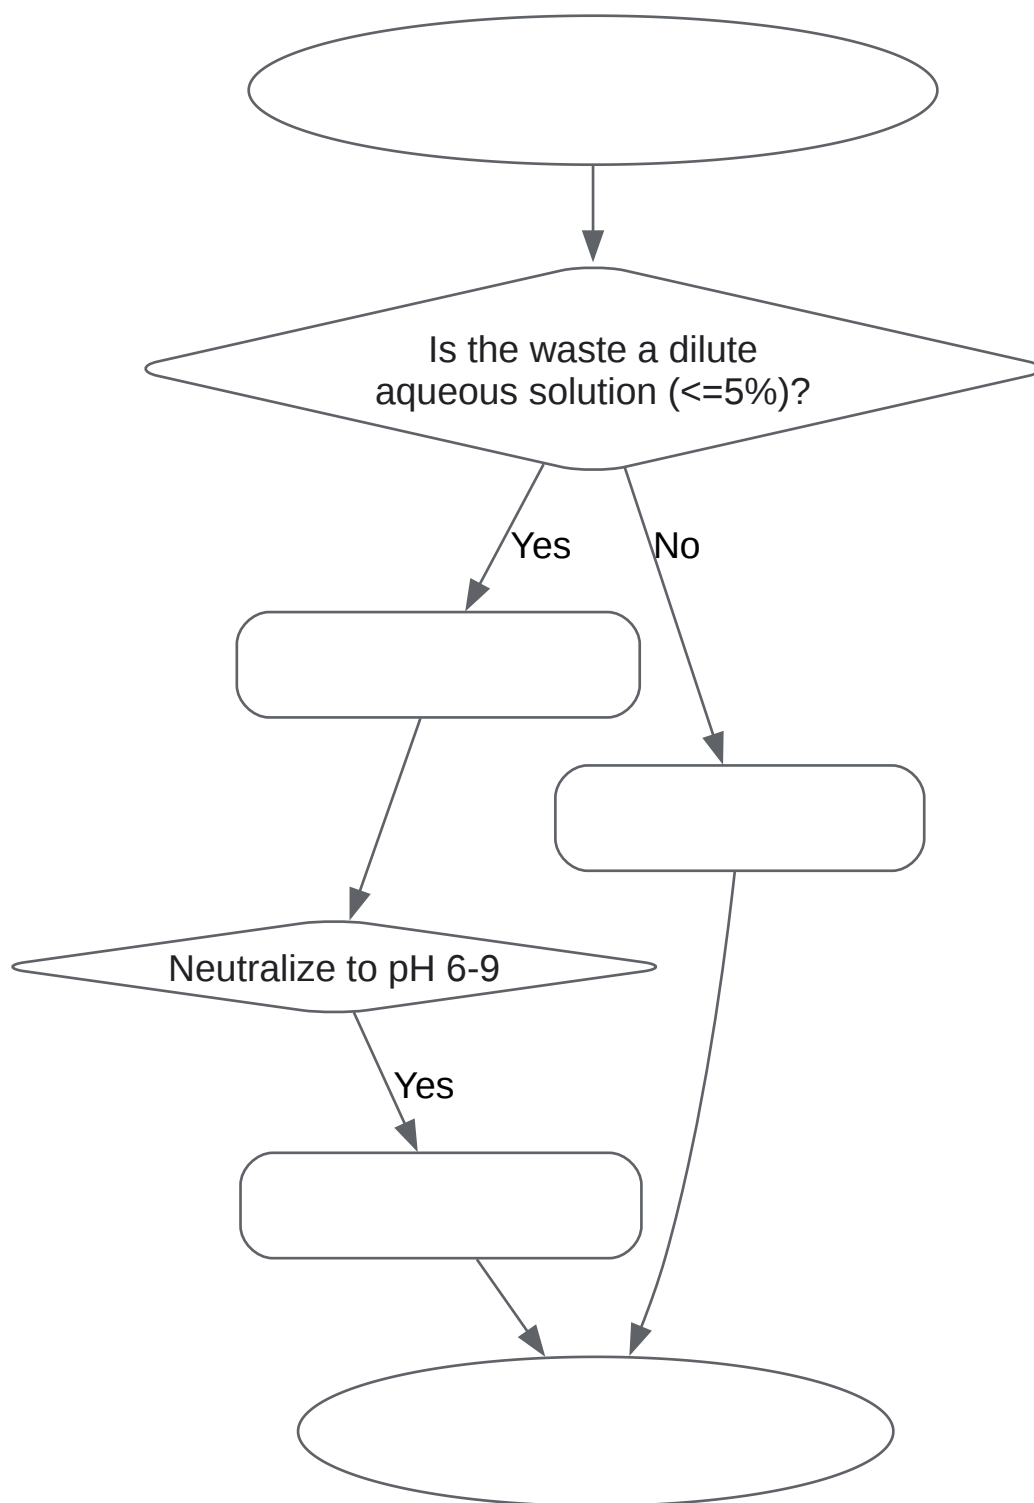 Is the waste a dilute
aqueous solution (<=5%)?
Yes
No
Neutralize to pH 6-9
Yes